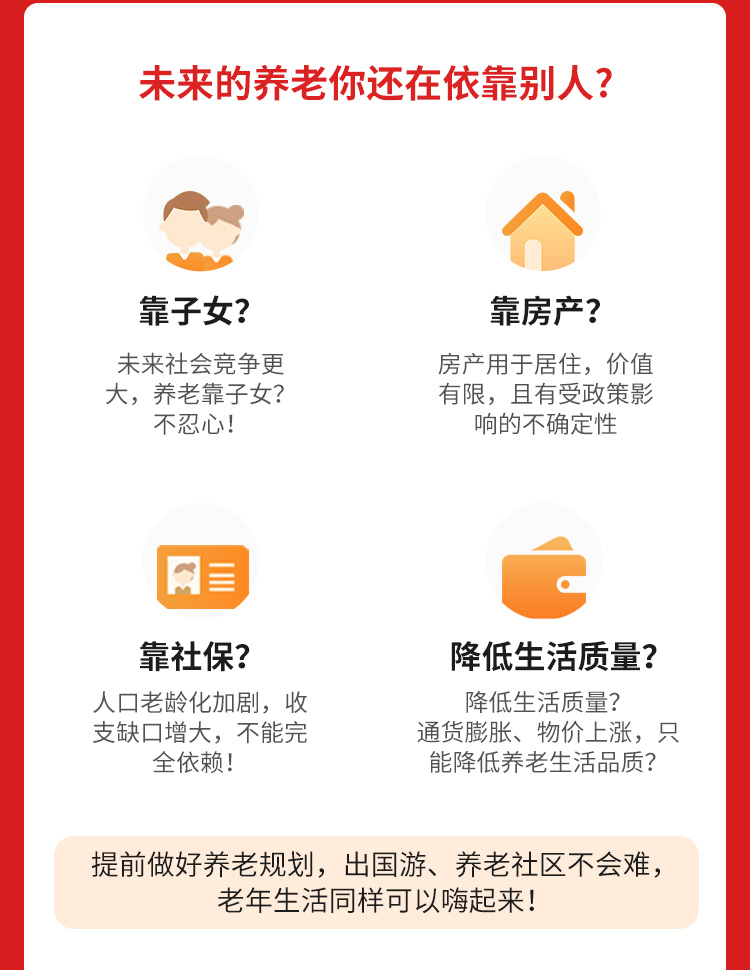 未来的养老你还在依靠别人?
靠子女？
未来社会竞争更
大，养老靠子女？
不忍心！
靠房产？
房产用于居住，价值
有限，且有受政策影
响的不确定性
靠社保？
人口老龄化加剧，收
支缺口增大，不能完
全依赖！
降低生活质量？
降低生活质量？
通货膨胀、物价上涨，只
能降低养老生活品质？
提前做好养老规划，出国游、养老社区不会难，
老年生活同样可以嗨起来！